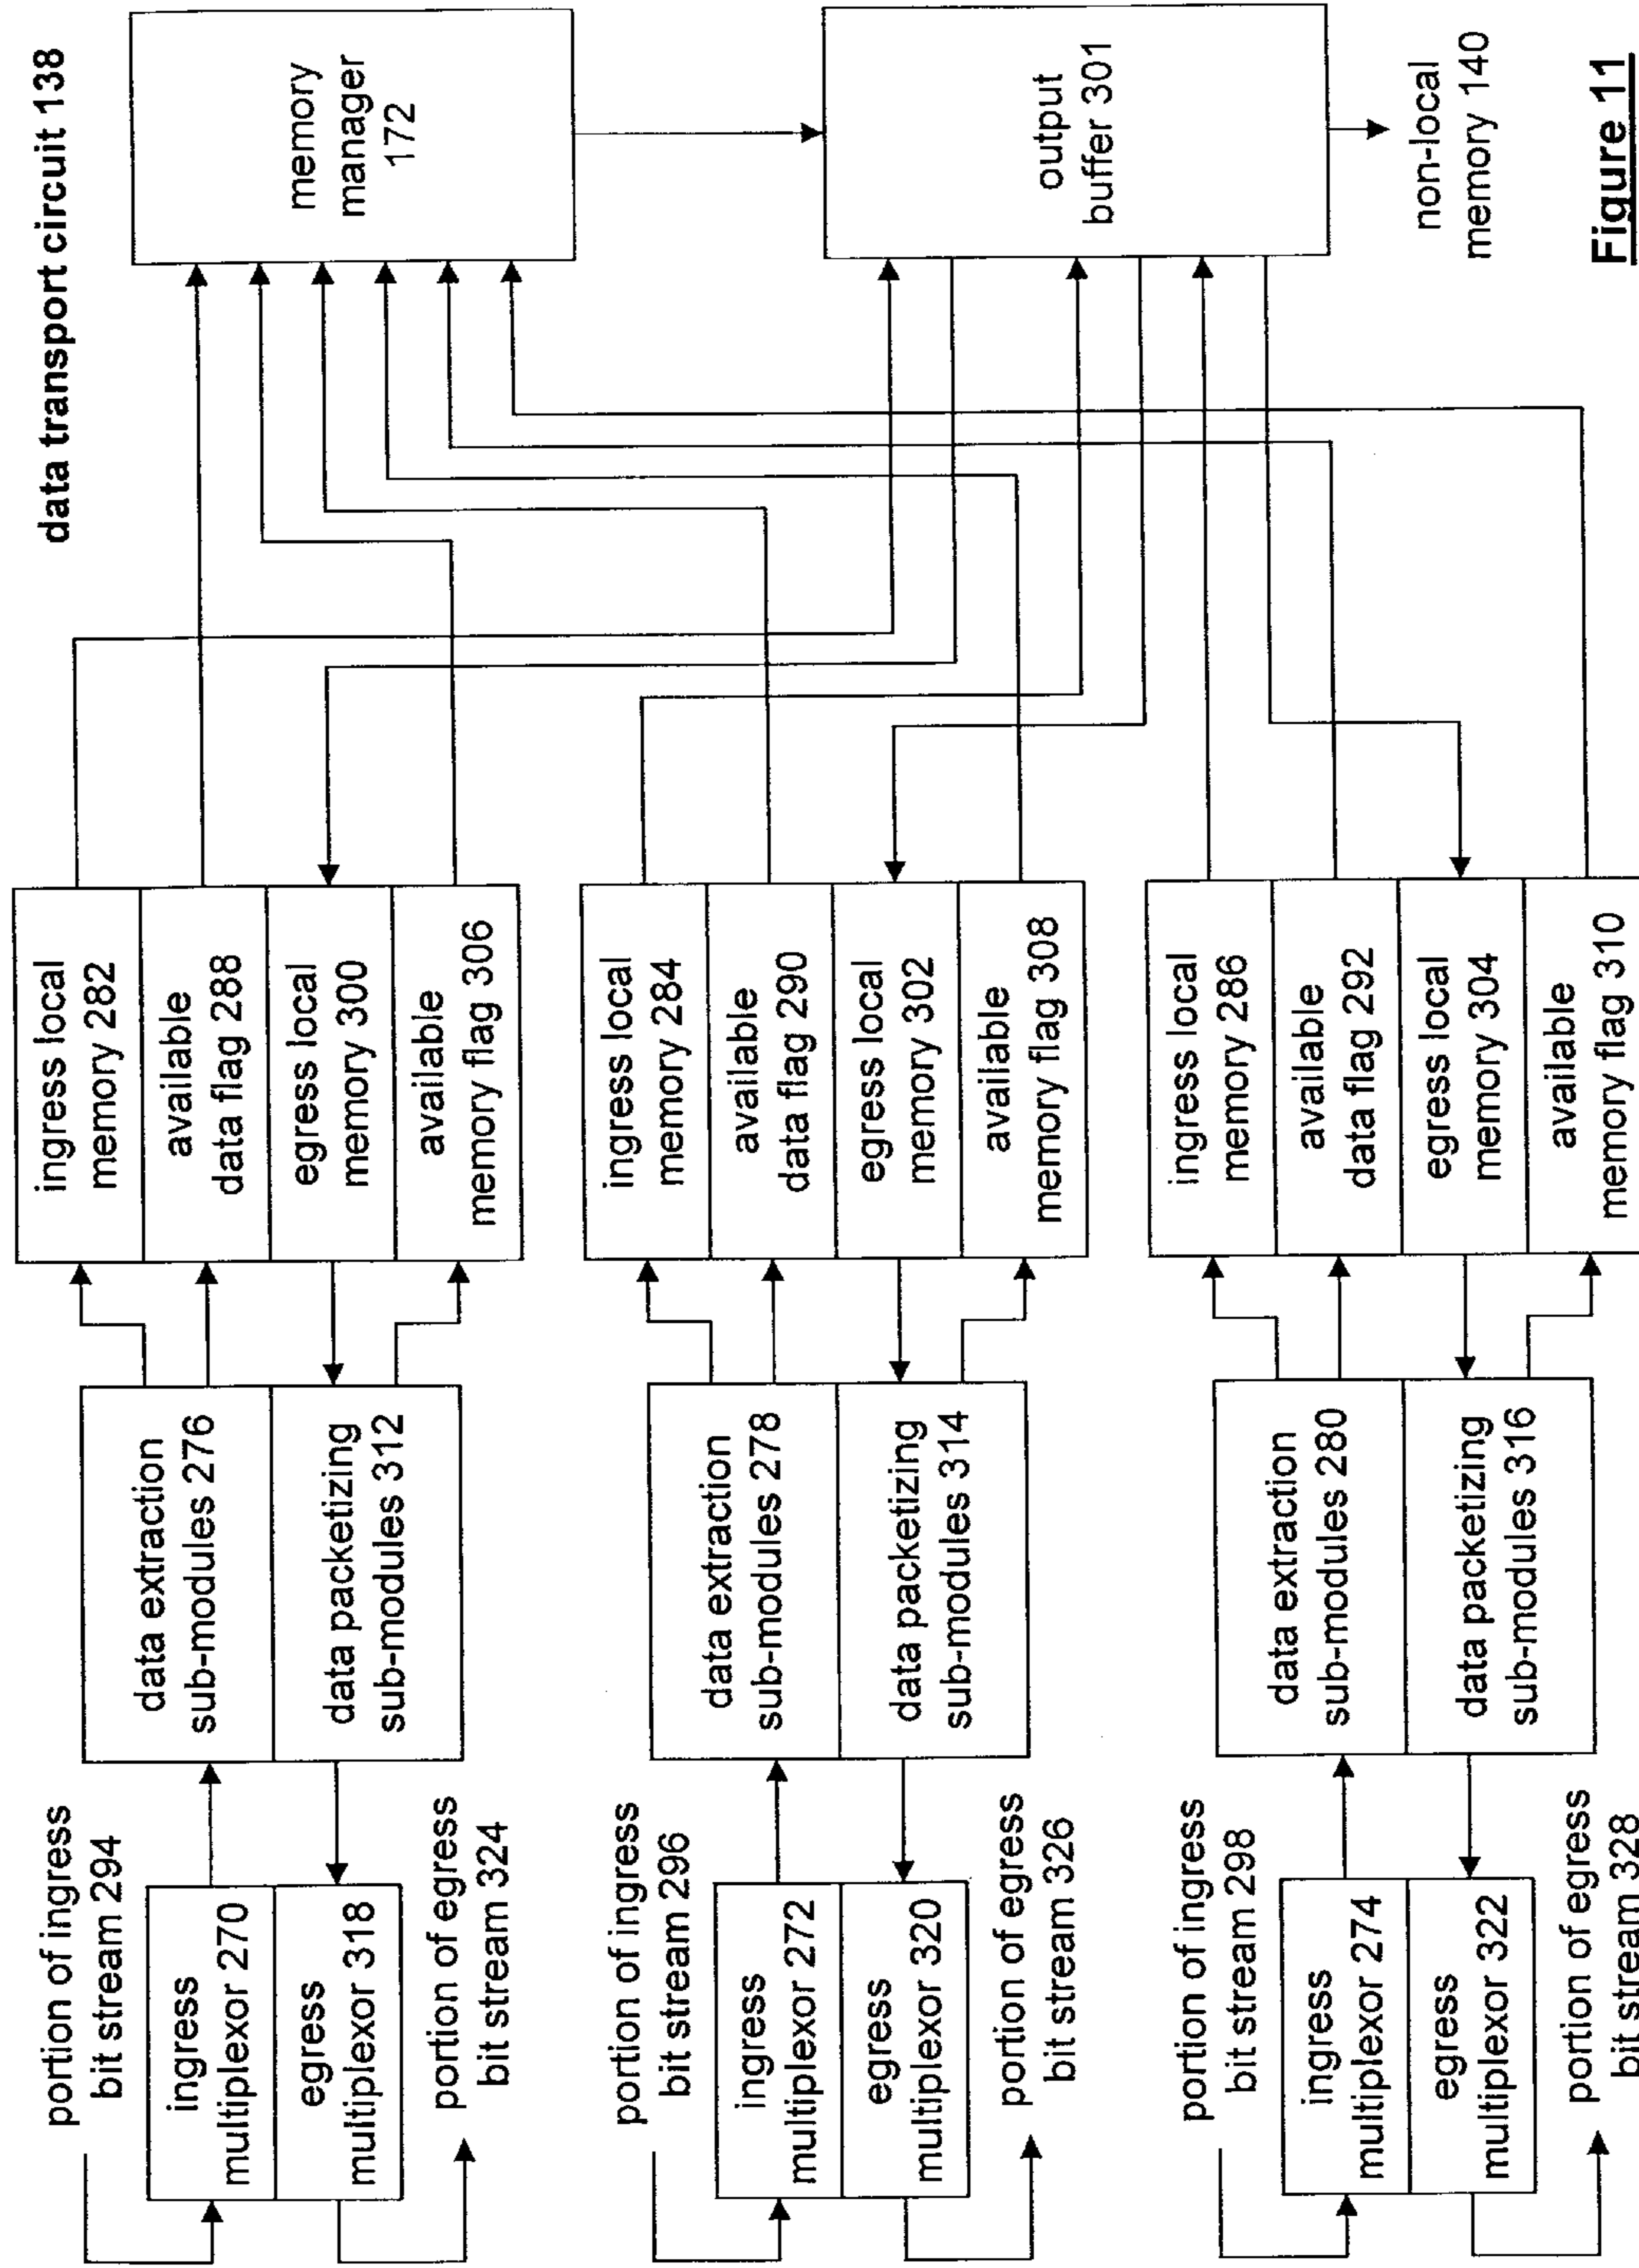 data transport circuit 138
portion of ingress
bit stream 294
ingress
multiplexor 270
egress
multiplexor 318
portion of egress
bit stream 324
data extraction
sub-modules 276
data packetizing
sub-modules 312
ingress local
memory 282
available
data flag 288
egress local
memory 300
available
memory flag 306
memory
manager
172
portion of ingress
bit stream 296
ingress
multiplexor 272
egress
multiplexor 320
portion of egress
bit stream 326
data extraction
sub-modules 278
data packetizing
sub-modules 314
ingress local
memory 284
available
data flag 290
egress local
memory 302
available
memory flag 308
output
buffer 301
portion of ingress
bit stream 298
ingress
multiplexor 274
egress
multiplexor 322
portion of egress
bit stream 328
data extraction
sub-modules 280
data packetizing
sub-modules 316
ingress local
memory 286
available
data flag 292
egress local
memory 304
available
memory flag 310
non-local
memory 140
Figure 11